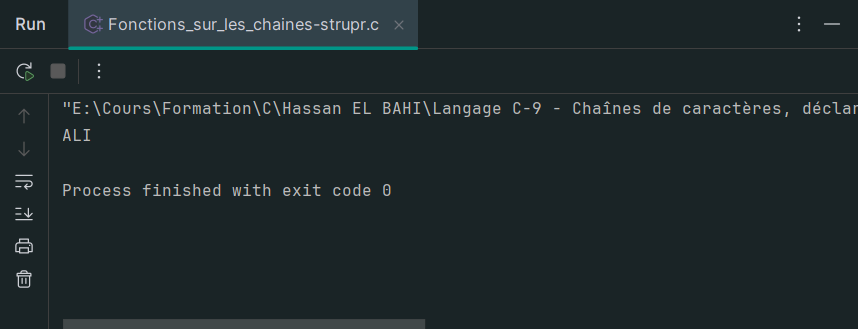 Run Fonctions_sur_les_chaines-strupr.c
"E:\Cours\Formation\C\Hassan EL BAHI\Langage C-9 - Chaînes de caractères, déclar
ALI
Process finished with exit code 0